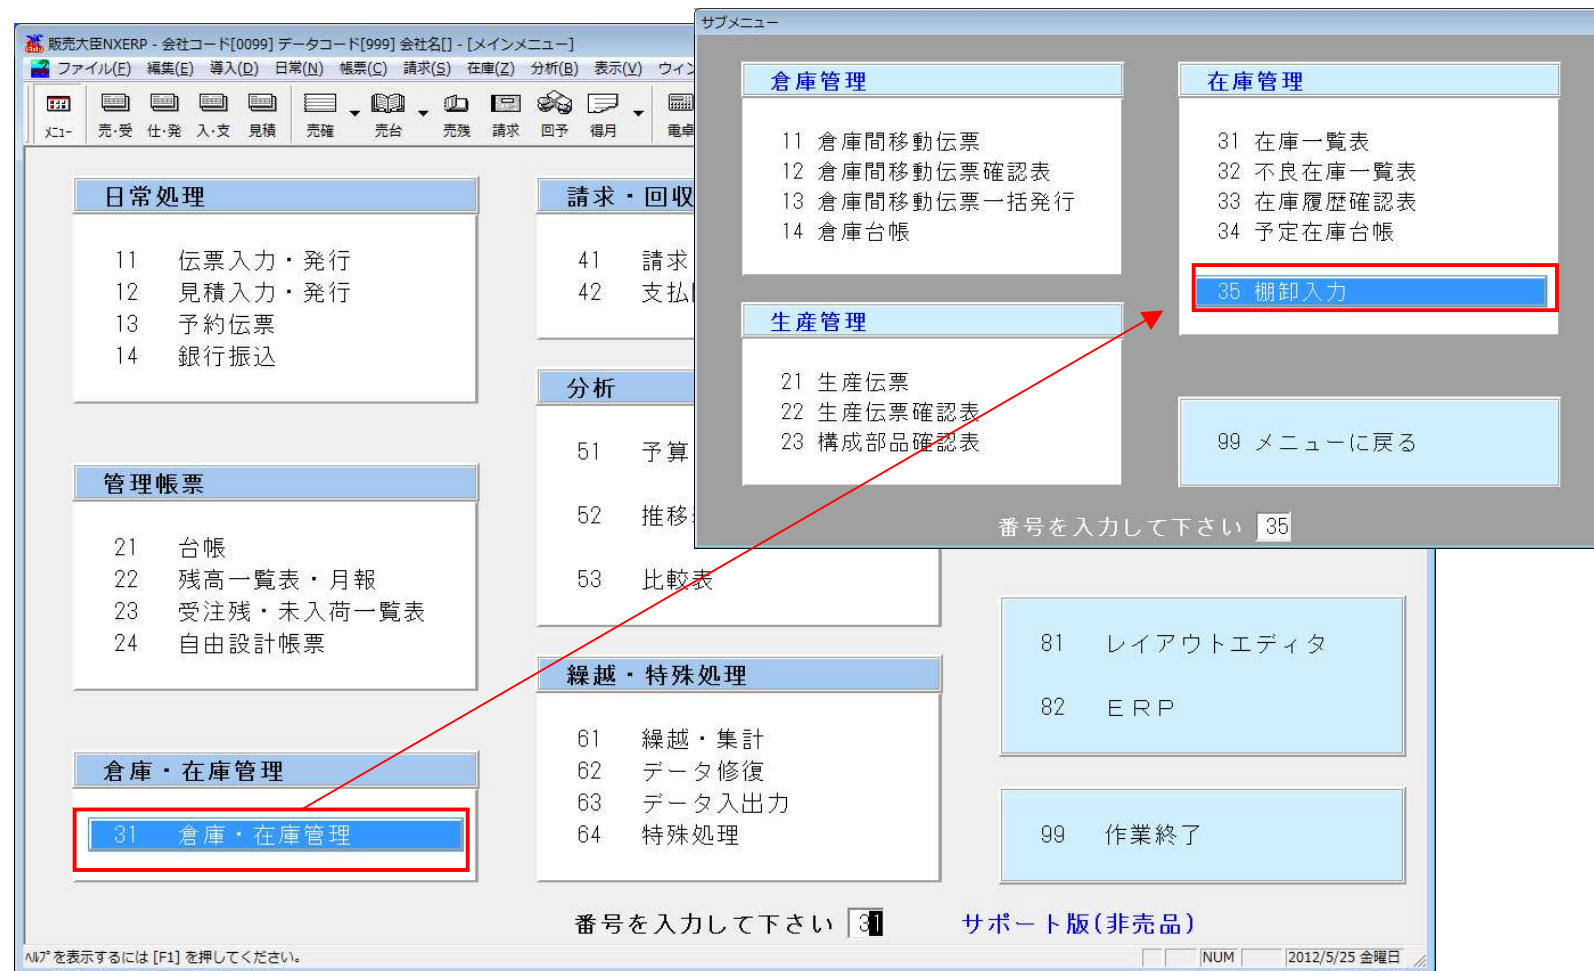 販売大臣NXERP - 会社コード[0099] データコード[999] 会社名[] - [メインメニュー]
ファイル(F) 編集(E) 導入(D) 日常(N) 帳票(C) 請求(S) 在庫(Z) 分析(B) 表示(V) ウイン
ﾒﾆｭｰ 売・受 仕・発 入・支 見積 売確 売台 売残 請求 回予 得月 電卓
日常処理
11 伝票入力・発行
12 見積入力・発行
13 予約伝票
14 銀行振込
管理帳票
21 台帳
22 残高一覧表・月報
23 受注残・未入荷一覧表
24 自由設計帳票
倉庫・在庫管理
31 倉庫・在庫管理
請求・回収
41 請求
42 支払
分析
51 予算
52 推移
53 比較表
繰越・特殊処理
61 繰越・集計
62 データ修復
63 データ入出力
64 特殊処理
81 レイアウトエディタ
82 ＥＲＰ
99 作業終了
番号を入力して下さい 31
サポート版(非売品)
ﾍﾙﾌﾟを表示するには [F1] を押してください。
NUM
2012/5/25 金曜日
サブメニュー
倉庫管理
11 倉庫間移動伝票
12 倉庫間移動伝票確認表
13 倉庫間移動伝票一括発行
14 倉庫台帳
生産管理
21 生産伝票
22 生産伝票確認表
23 構成部品確認表
在庫管理
31 在庫一覧表
32 不良在庫一覧表
33 在庫履歴確認表
34 予定在庫台帳
35 棚卸入力
99 メニューに戻る
番号を入力して下さい 35